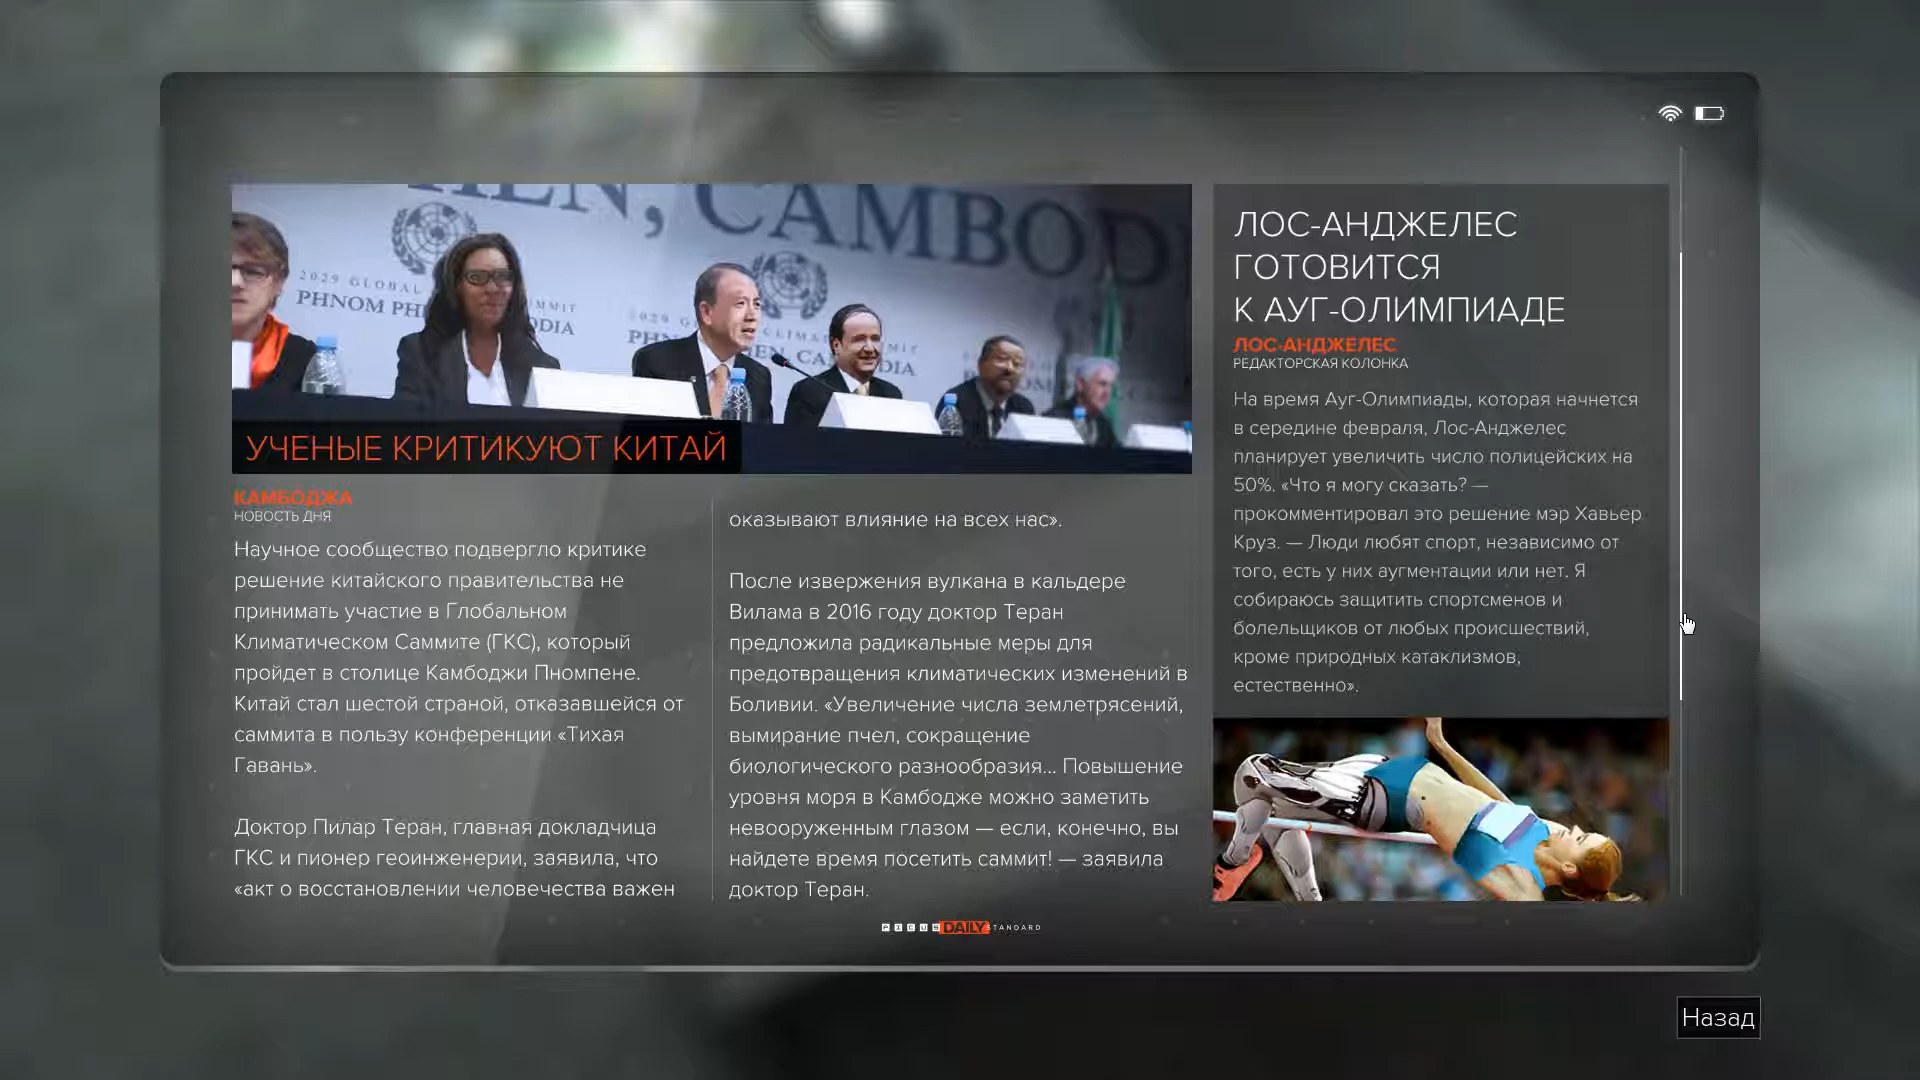 HEN, CAMBOD
2029 GLOBAL
PHNOM PH
УЧЕНЫЕ КРИТИКУЮТ КИТАЙ
КАМБОДЖА
НОВОСТЬ ДНЯ
Научное сообщество подвергло критике
решение китайского правительства не
принимать участие в Глобальном
Климатическом Саммите (ГКС), который
пройдет в столице Камбоджи Пномпене.
Китай стал шестой страной, отказавшейся от
саммита в пользу конференции «Тихая
Гавань».
Доктор Пилар Теран, главная докладчица
ГКС и пионер геоинженерии, заявила, что
«акт о восстановлении человечества важен
оказывают влияние на всех нас».
После извержения вулкана в кальдере
Вилама в 2016 году доктор Теран
предложила радикальные меры для
предотвращения климатических изменений в
Боливии. «Увеличение числа землетрясений,
вымирание пчел, сокращение
биологического разнообразия... Повышение
уровня моря в Камбодже можно заметить
невооруженным глазом — если, конечно, вы
найдете время посетить саммит! — заявила
доктор Теран.
ЛОС-АНДЖЕЛЕС
ГОТОВИТСЯ
К АУГ-ОЛИМПИАДЕ
ЛОС-АНДЖЕЛЕС
РЕДАКТОРСКАЯ КОЛОНКА
На время Ауг-Олимпиады, которая начнется
в середине февраля, Лос-Анджелес
планирует увеличить число полицейских на
50%. «Что я могу сказать? —
прокомментировал это решение мэр Хавьер
Круз. — Люди любят спорт, независимо от
того, есть у них аугментации или нет. Я
собираюсь защитить спортсменов и
болельщиков от любых происшествий,
кроме природных катаклизмов,
естественно».
PICUS DAILY STANDARD
Назад